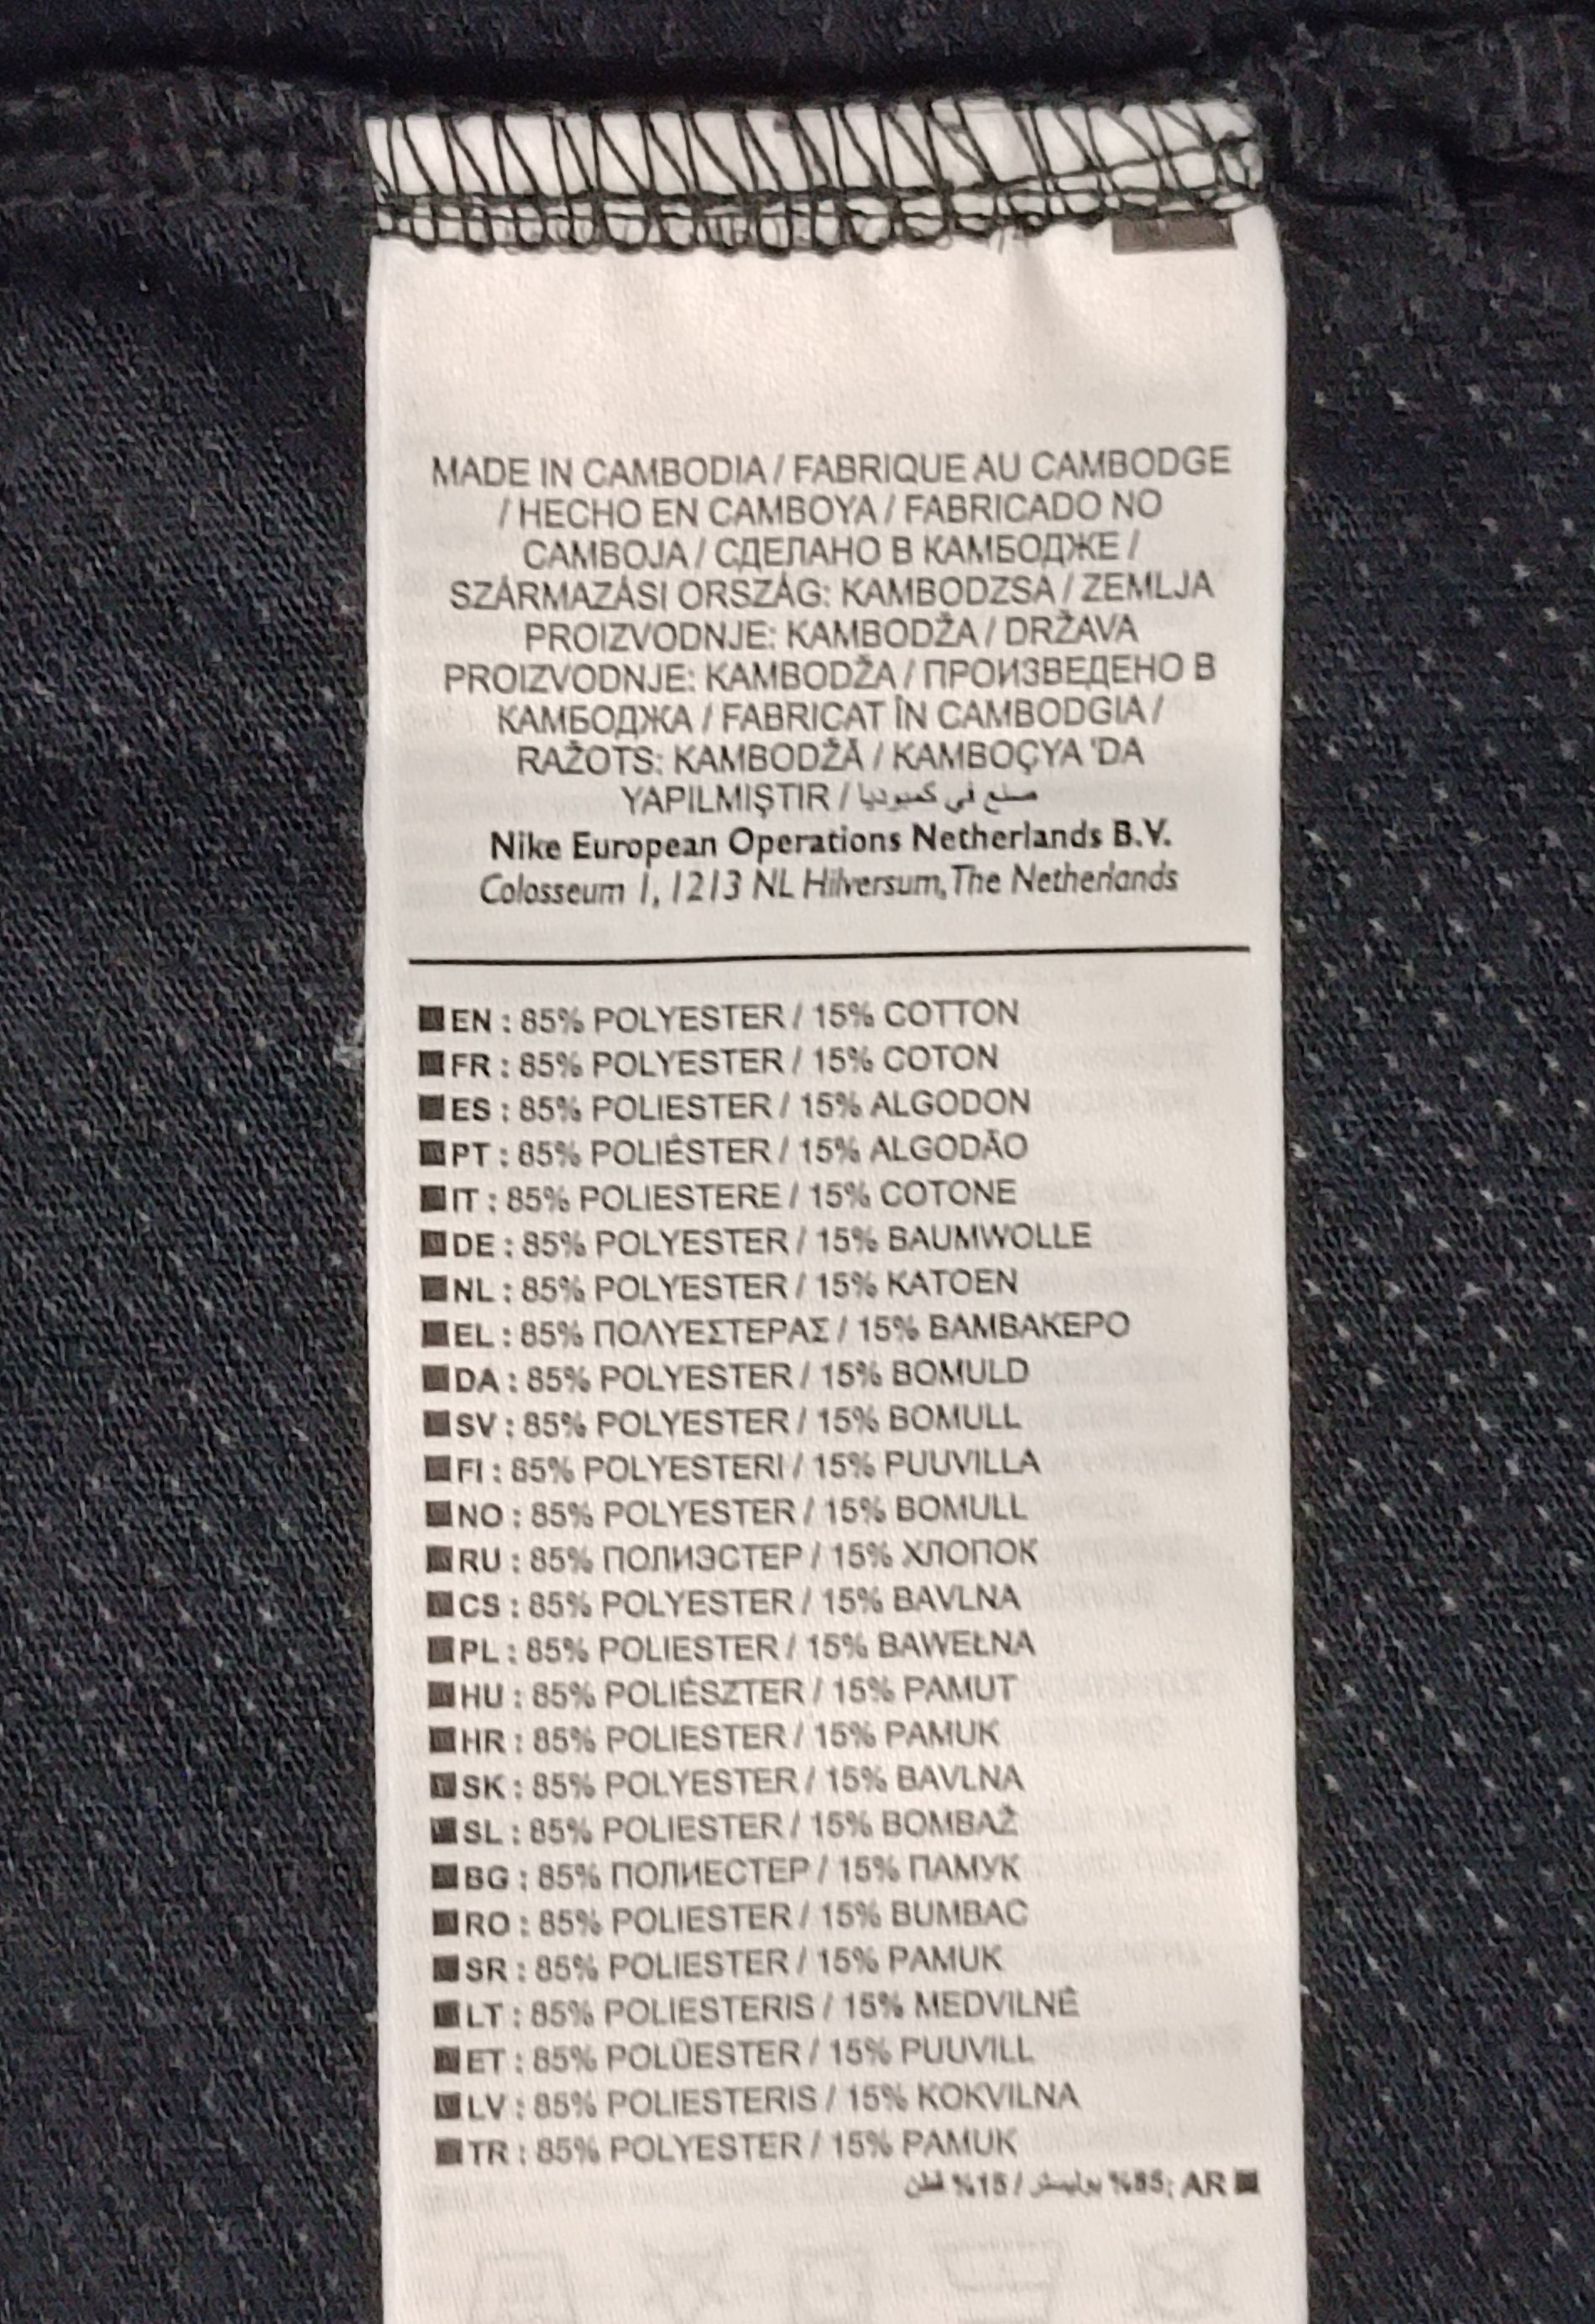 MADE IN CAMBODIA / FABRIQUE AU CAMBODGE
/ HECHO EN CAMBOYA / FABRICADO NO
CAMBOJA / СДЕЛАНО В КАМБОДЖЕ /
SZÁRMAZÁSI ORSZÁG: KAMBODZSA / ZEMLJA
PROIZVODNJE: KAMBODŽA / DRŽAVA
PROIZVODNJE: KAMBODŽA / ПРОИЗВЕДЕНО В
КАМБОДЖА / FABRICAT ÎN CAMBODGIA /
RAŽOTS: KAMBODŽĀ / KAMBOÇYA 'DA
YAPILMIŞTIR / صنع في كمبوديا
Nike European Operations Netherlands B.V.
Colosseum 1, 1213 NL Hilversum, The Netherlands
EN : 85% POLYESTER / 15% COTTON
FR : 85% POLYESTER / 15% COTON
ES : 85% POLIESTER / 15% ALGODON
PT : 85% POLIÉSTER / 15% ALGODÃO
IT : 85% POLIESTERE / 15% COTONE
DE : 85% POLYESTER / 15% BAUMWOLLE
NL : 85% POLYESTER / 15% KATOEN
EL : 85% ΠΟΛΥΕΣΤΕΡΑΣ / 15% ΒΑΜΒΑΚΕΡΟ
DA : 85% POLYESTER / 15% BOMULD
SV : 85% POLYESTER / 15% BOMULL
FI : 85% POLYESTERI / 15% PUUVILLA
NO : 85% POLYESTER / 15% BOMULL
RU : 85% ПОЛИЭСТЕР / 15% ХЛОПОК
CS : 85% POLYESTER / 15% BAVLNA
PL : 85% POLIESTER / 15% BAWEŁNA
HU : 85% POLIÉSZTER / 15% PAMUT
HR : 85% POLIESTER / 15% PAMUK
SK : 85% POLYESTER / 15% BAVLNA
SL : 85% POLIESTER / 15% BOMBAŽ
BG : 85% ПОЛИЕСТЕР / 15% ПАМУК
RO : 85% POLIESTER / 15% BUMBAC
SR : 85% POLIESTER / 15% PAMUK
LT : 85% POLIESTERIS / 15% MEDVILNĖ
ET : 85% POLÜESTER / 15% PUUVILL
LV : 85% POLIESTERIS / 15% KOKVILNA
TR : 85% POLYESTER / 15% PAMUK
AR :85% بوليستر / 15% قطن